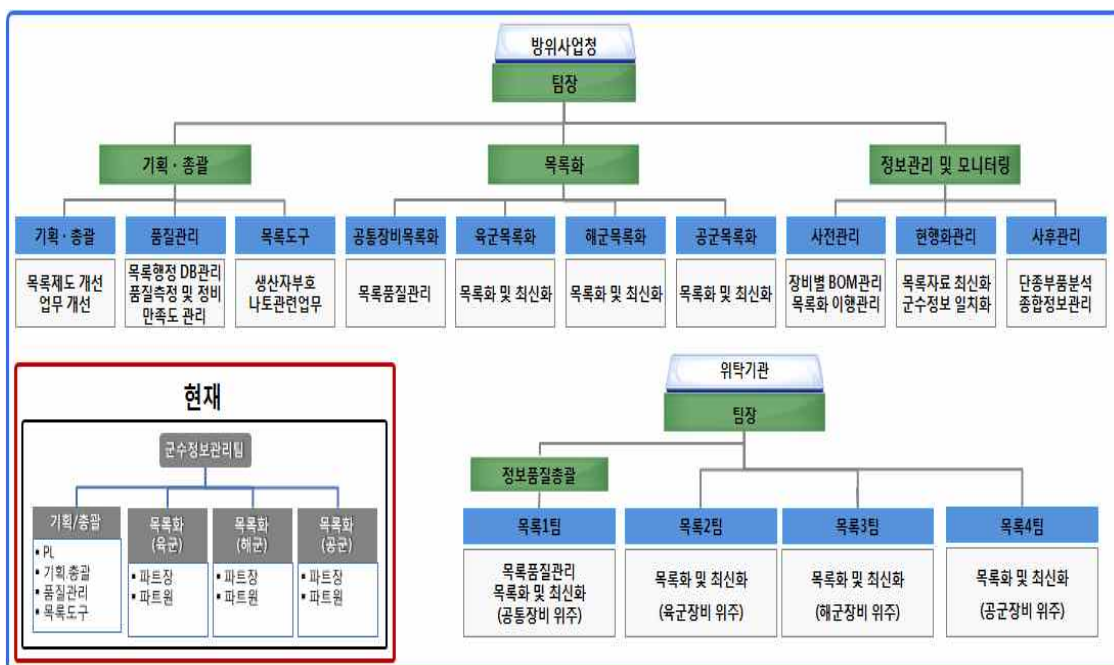 방위사업청
팀장
기획 · 총괄
목록화
정보관리 및 모니터링
기획 · 총괄
품질관리
목록도구
공통장비목록화
육군목록화
해군목록화
공군목록화
사전관리
현행화관리
사후관리
목록제도 개선
업무 개선
목록행정 DB관리
품질측정 및 정비
만족도 관리
생산자부호
나토관련업무
목록품질관리
목록화 및 최신화
목록화 및 최신화
목록화 및 최신화
장비별 BOM관리
목록화 이행관리
목록자료 최신화
군수정보 일치화
단종부품분석
종합정보관리
현재
군수정보관리팀
기획/총괄
▪ PL
▪ 기획.총괄
▪ 품질관리
▪ 목록도구
목록화
(육군)
▪ 파트장
▪ 파트원
목록화
(해군)
▪ 파트장
▪ 파트원
목록화
(공군)
▪ 파트장
▪ 파트원
위탁기관
팀장
정보품질총괄
목록1팀
목록2팀
목록3팀
목록4팀
목록품질관리
목록화 및 최신화
(공통장비 위주)
목록화 및 최신화
(육군장비 위주)
목록화 및 최신화
(해군장비 위주)
목록화 및 최신화
(공군장비 위주)